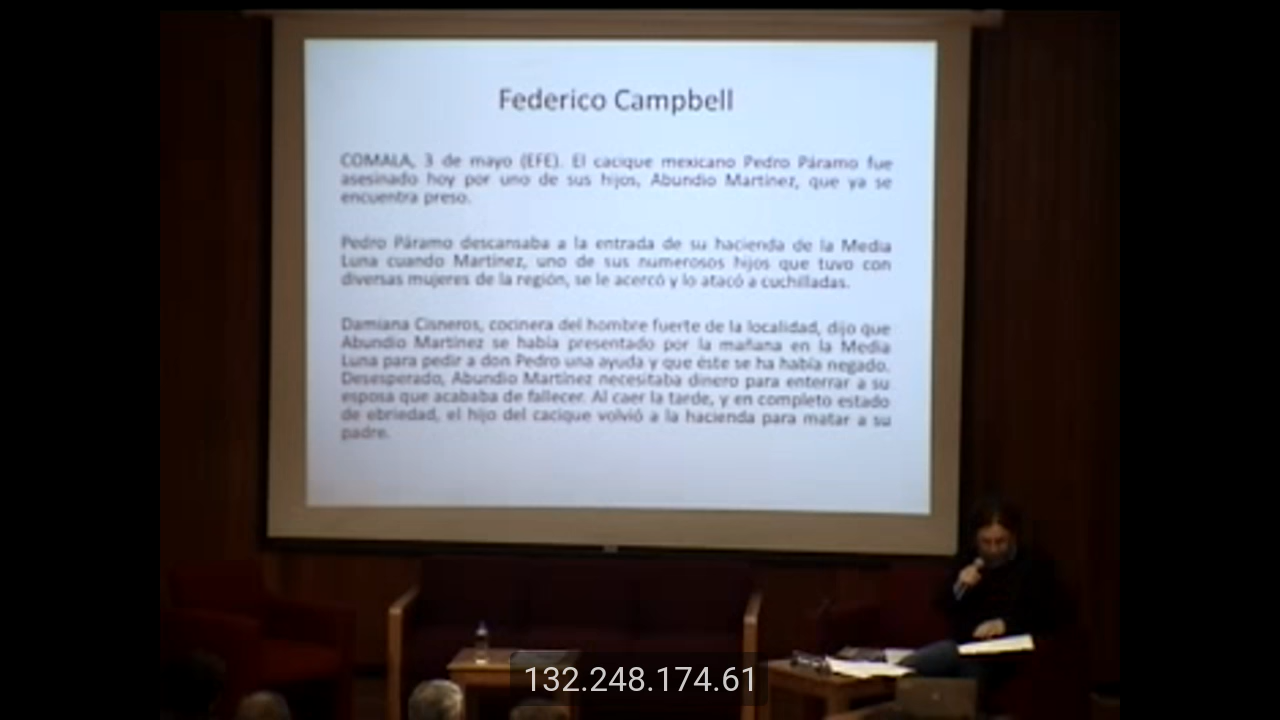 Federico Campbell
COMALA, 3 de mayo (EFE). El cacique mexicano Pedro Páramo fue
asesinado hoy por uno de sus hijos, Abundio Martínez, que ya se
encuentra preso.
Pedro Páramo descansaba a la entrada de su hacienda de la Media
Luna cuando Martínez, uno de sus numerosos hijos que tuvo con
diversas mujeres de la región, se le acercó y lo atacó a cuchilladas.
Damiana Cisneros, cocinera del hombre fuerte de la localidad, dijo que
Abundio Martínez se había presentado por la mañana en la Media
Luna para pedir a don Pedro una ayuda y que éste se ha había negado.
Desesperado, Abundio Martínez necesitaba dinero para enterrar a su
esposa que acababa de fallecer. Al caer la tarde, y en completo estado
de ebriedad, el hijo del cacique volvió a la hacienda para matar a su
padre.
132.248.174.61